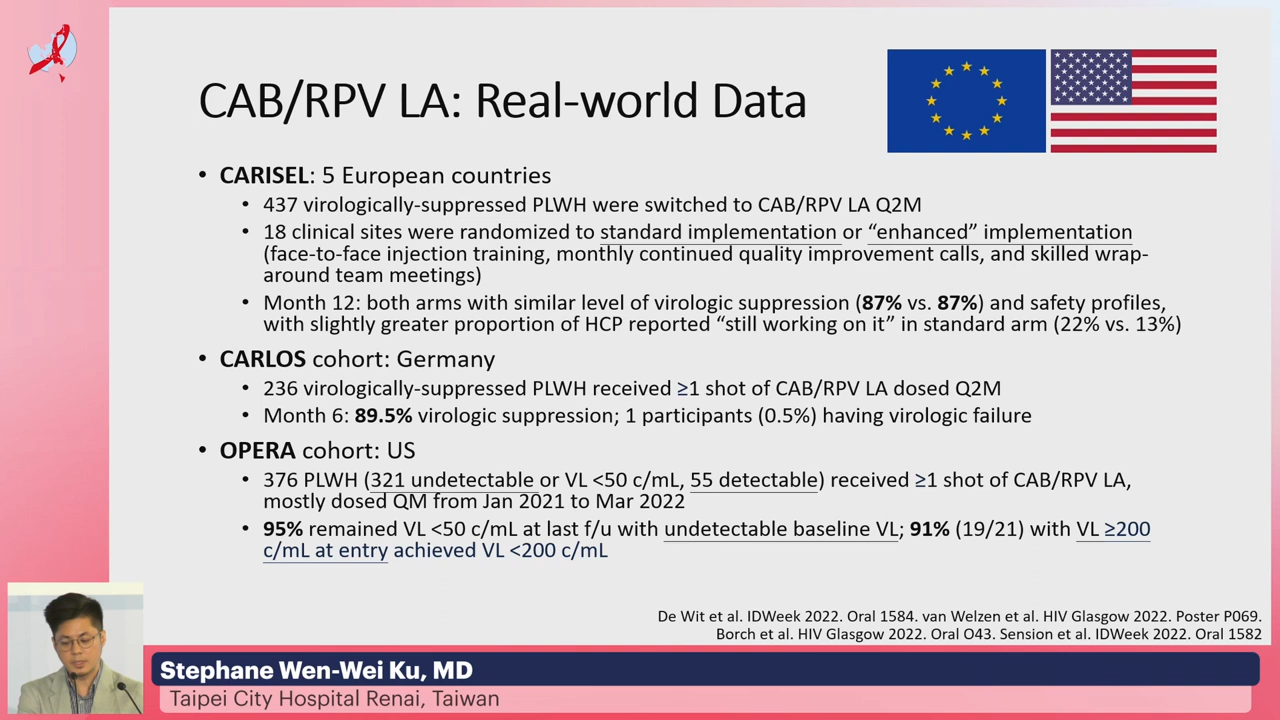 CAB/RPV LA: Real-world Data
• CARISEL: 5 European countries
• 437 virologically-suppressed PLWH were switched to CAB/RPV LA Q2M
• 18 clinical sites were randomized to standard implementation or “enhanced” implementation
(face-to-face injection training, monthly continued quality improvement calls, and skilled wrap-
around team meetings)
• Month 12: both arms with similar level of virologic suppression (87% vs. 87%) and safety profiles,
with slightly greater proportion of HCP reported “still working on it” in standard arm (22% vs. 13%)
• CARLOS cohort: Germany
• 236 virologically-suppressed PLWH received ≥1 shot of CAB/RPV LA dosed Q2M
• Month 6: 89.5% virologic suppression; 1 participants (0.5%) having virologic failure
• OPERA cohort: US
• 376 PLWH (321 undetectable or VL <50 c/mL, 55 detectable) received ≥1 shot of CAB/RPV LA,
mostly dosed QM from Jan 2021 to Mar 2022
• 95% remained VL <50 c/mL at last f/u with undetectable baseline VL; 91% (19/21) with VL ≥200
c/mL at entry achieved VL <200 c/mL
De Wit et al. IDWeek 2022. Oral 1584. van Welzen et al. HIV Glasgow 2022. Poster P069.
Borch et al. HIV Glasgow 2022. Oral O43. Sension et al. IDWeek 2022. Oral 1582
Stephane Wen-Wei Ku, MD
Taipei City Hospital Renai, Taiwan